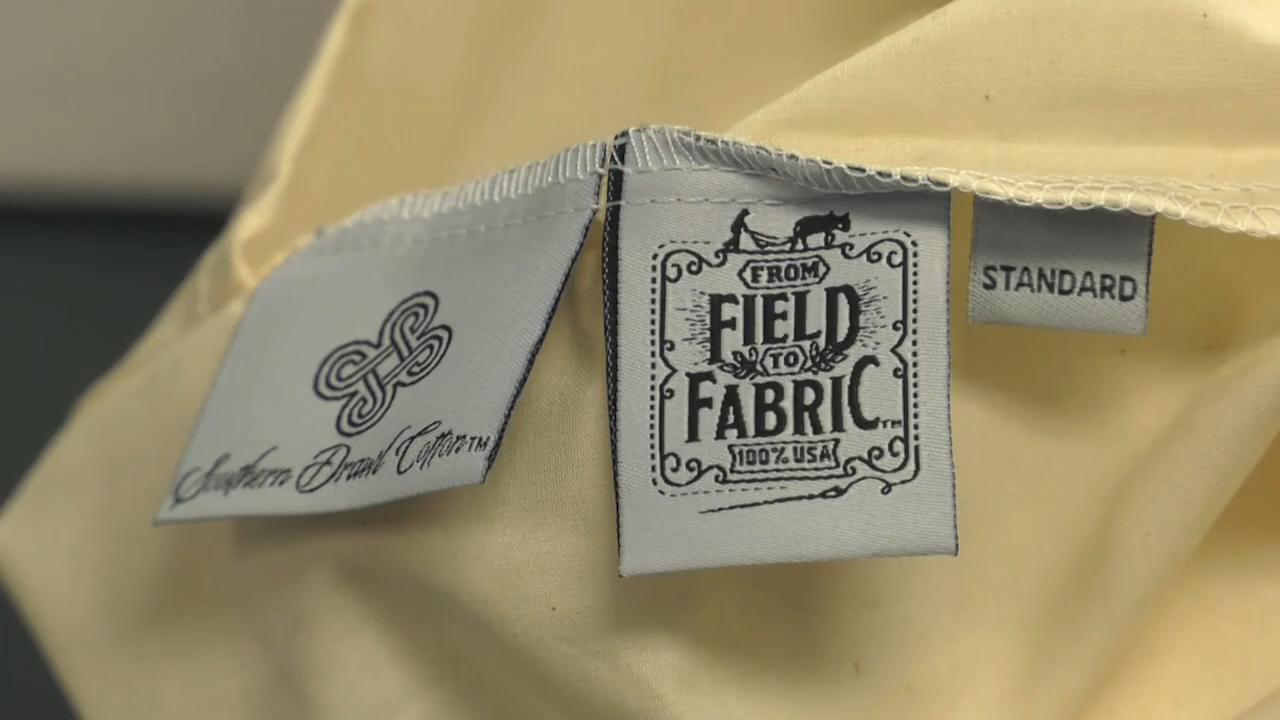 Southern Drawl Cotton™
FROM
FIELD
TO
FABRIC™
100% USA
STANDARD